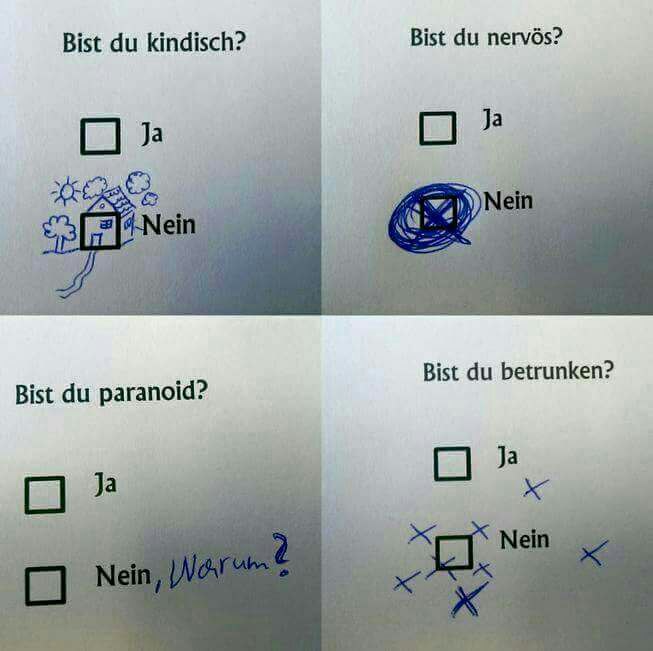 Bist du kindisch?
Ja
Nein
Bist du nervös?
Ja
Nein
Bist du paranoid?
Ja
Nein, Warum?
Bist du betrunken?
Ja
Nein